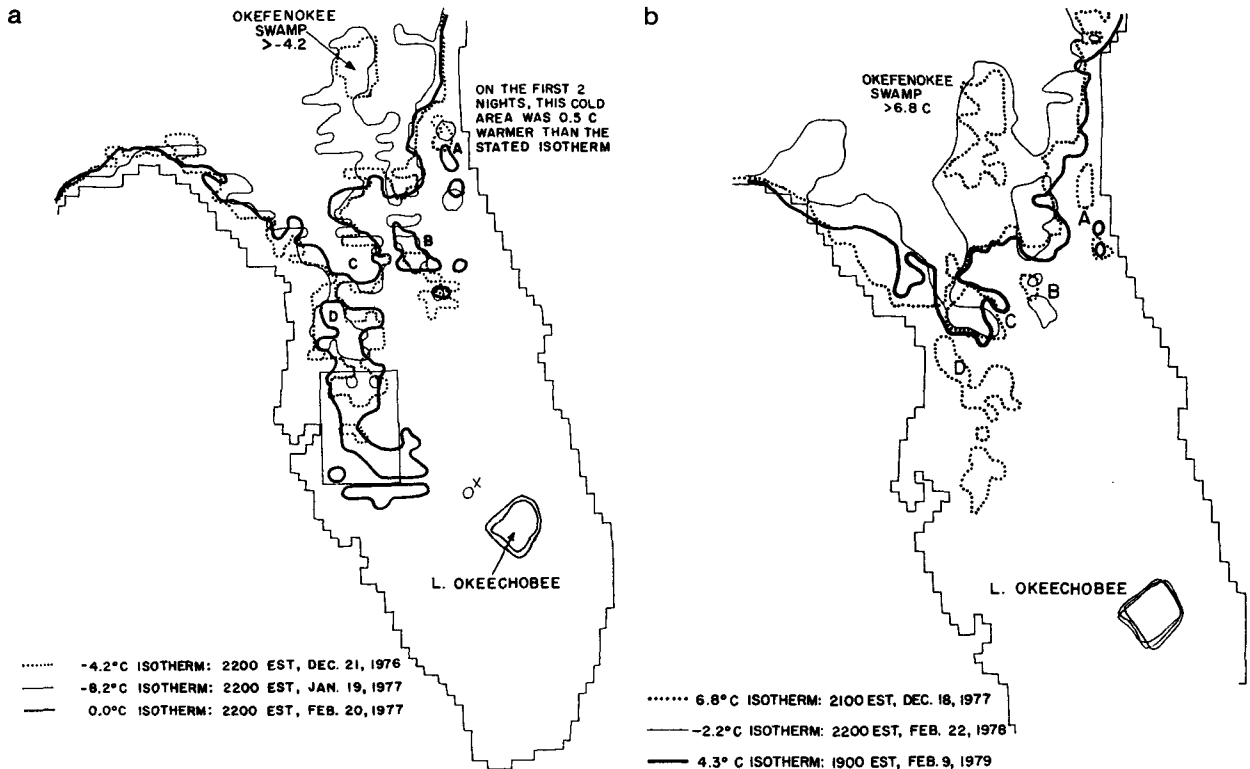 a
OKEFENOKEE
SWAMP
>-4.2
ON THE FIRST 2
NIGHTS, THIS COLD
AREA WAS 0.5 C
WARMER THAN THE
STATED ISOTHERM
A
B
C
D
X
L. OKEECHOBEE
-4.2°C ISOTHERM: 2200 EST, DEC. 21, 1976
-8.2°C ISOTHERM: 2200 EST, JAN. 19, 1977
0.0°C ISOTHERM: 2200 EST, FEB. 20, 1977
b
OKEFENOKEE
SWAMP
>6.8 C
A
B
C
D
L. OKEECHOBEE
6.8°C ISOTHERM: 2100 EST, DEC. 18, 1977
-2.2°C ISOTHERM: 2200 EST, FEB. 22, 1978
4.3°C ISOTHERM: 1900 EST, FEB. 9, 1979